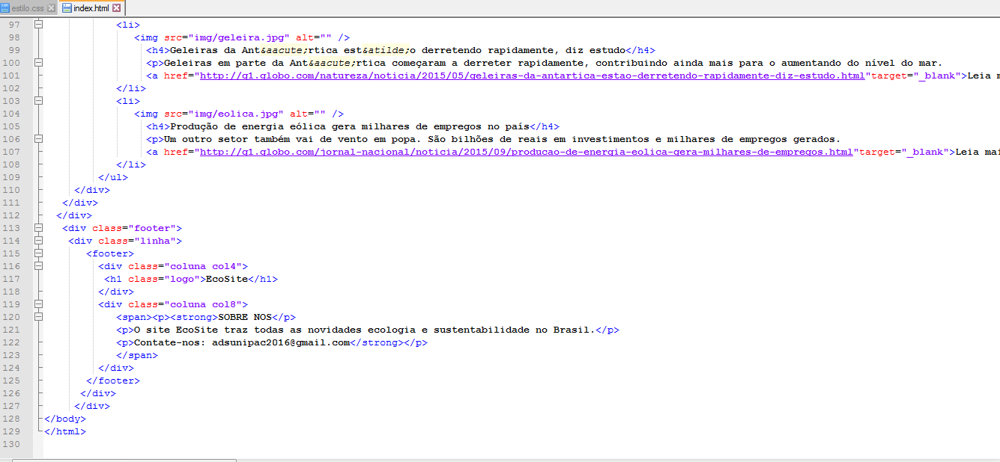 estilo.css index.html
97 <li>
98 <img src="img/geleira.jpg" alt="" />
99 <h4>Geleiras da Ant&aacute;rtica est&atilde;o derretendo rapidamente, diz estudo</h4>
100 <p>Geleiras em parte da Ant&aacute;rtica começaram a derreter rapidamente, contribuindo ainda mais para o aumentando do nível do mar.
101 <a href="http://g1.globo.com/natureza/noticia/2015/05/geleiras-da-antartica-estao-derretendo-rapidamente-diz-estudo.html"target="_blank">Leia
102 </li>
103 <li>
104 <img src="img/eolica.jpg" alt="" />
105 <h4>Produção de energia eólica gera milhares de empregos no país</h4>
106 <p>Um outro setor também vai de vento em popa. São bilhões de reais em investimentos e milhares de empregos gerados.
107 <a href="http://g1.globo.com/jornal-nacional/noticia/2015/09/producao-de-energia-eolica-gera-milhares-de-empregos.html"target="_blank">Leia mai
108 </li>
109 </ul>
110 </div>
111 </div>
112 </div>
113 <div class="footer">
114 <div class="linha">
115 <footer>
116 <div class="coluna col4">
117 <h1 class="logo">EcoSite</h1>
118 </div>
119 <div class="coluna col8">
120 <span><p><strong>SOBRE NOS</p>
121 <p>O site EcoSite traz todas as novidades ecologia e sustentabilidade no Brasil.</p>
122 <p>Contate-nos: adsunipac2016@gmail.com</strong></p>
123 </span>
124 </div>
125 </footer>
126 </div>
127 </div>
128 </body>
129 </html>
130